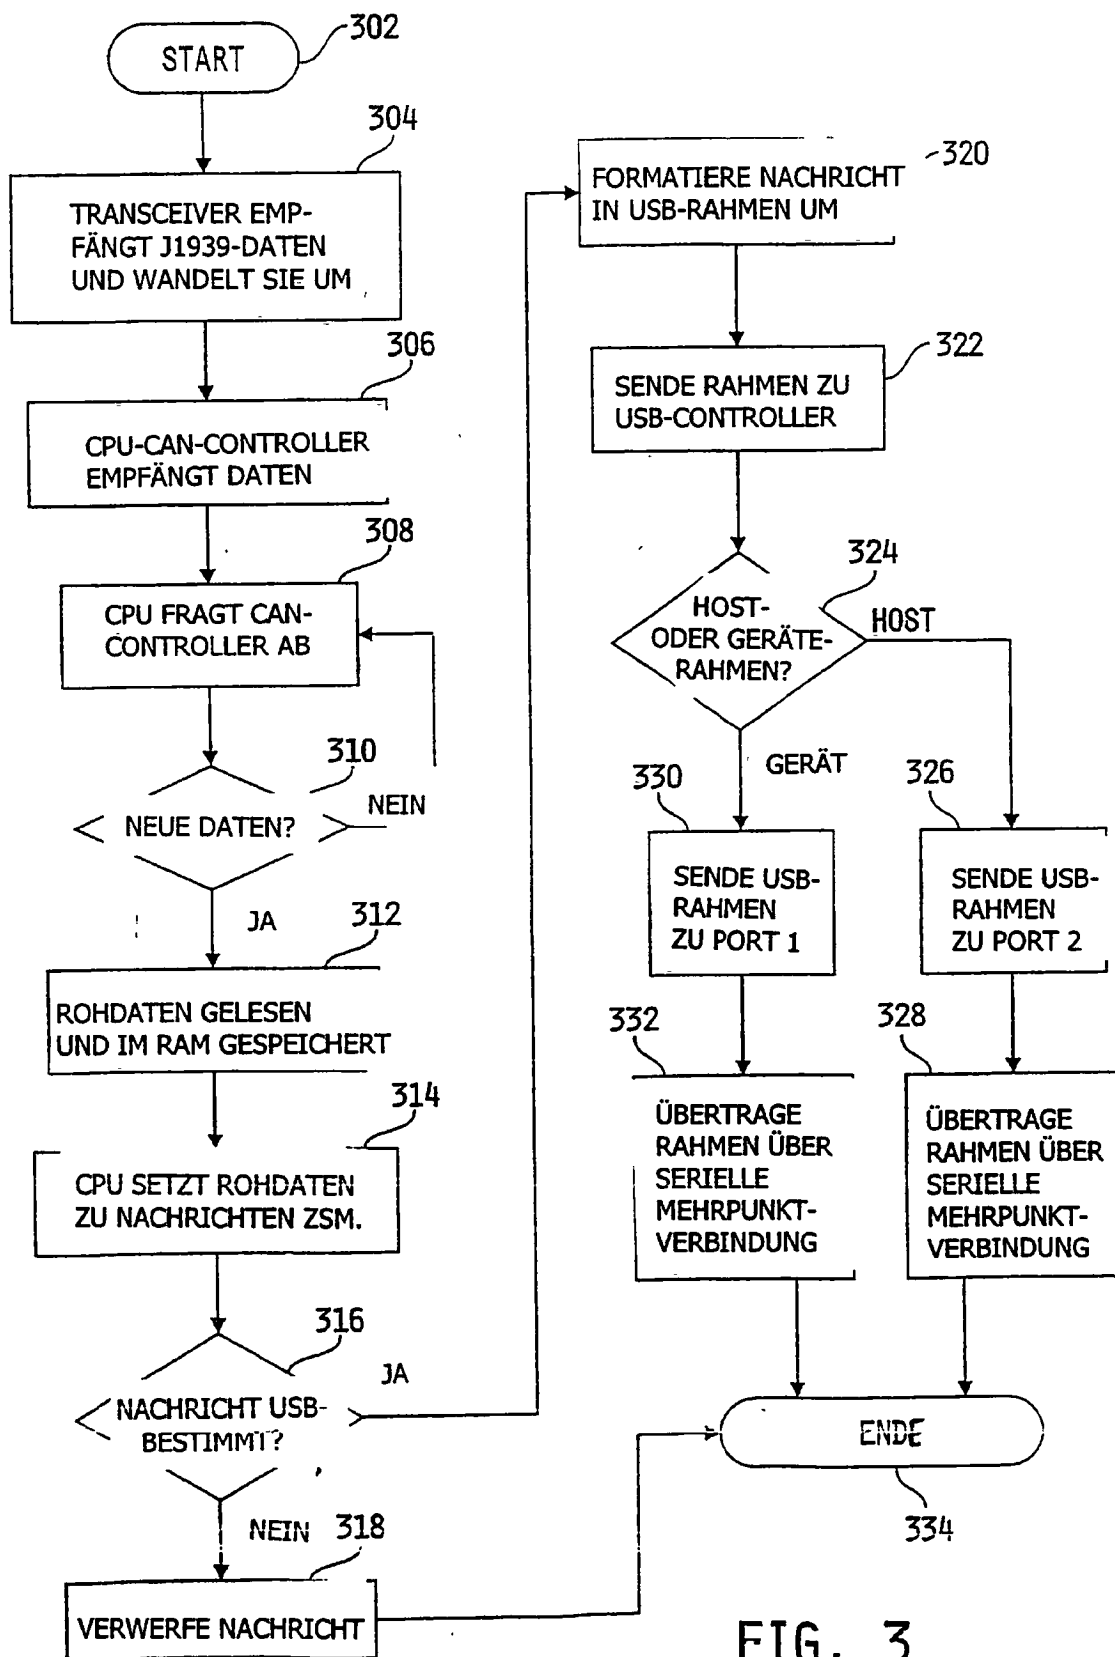 302
START
304
TRANSCEIVER EMP-
FÄNGT J1939-DATEN
UND WANDELT SIE UM
306
CPU-CAN-CONTROLLER
EMPFÄNGT DATEN
308
CPU FRAGT CAN-
CONTROLLER AB
310
NEUE DATEN?
NEIN
JA
312
ROHDATEN GELESEN
UND IM RAM GESPEICHERT
314
CPU SETZT ROHDATEN
ZU NACHRICHTEN ZSM.
316
NACHRICHT USB-
BESTIMMT?
JA
NEIN
318
VERWERFE NACHRICHT
320
FORMATIERE NACHRICHT
IN USB-RAHMEN UM
322
SENDE RAHMEN ZU
USB-CONTROLLER
324
HOST-
ODER GERÄTE-
RAHMEN?
HOST
GERÄT
330
SENDE USB-
RAHMEN
ZU PORT 1
326
SENDE USB-
RAHMEN
ZU PORT 2
332
ÜBERTRAGE
RAHMEN ÜBER
SERIELLE
MEHRPUNKT-
VERBINDUNG
328
ÜBERTRAGE
RAHMEN ÜBER
SERIELLE
MEHRPUNKT-
VERBINDUNG
ENDE
334
FIG. 3